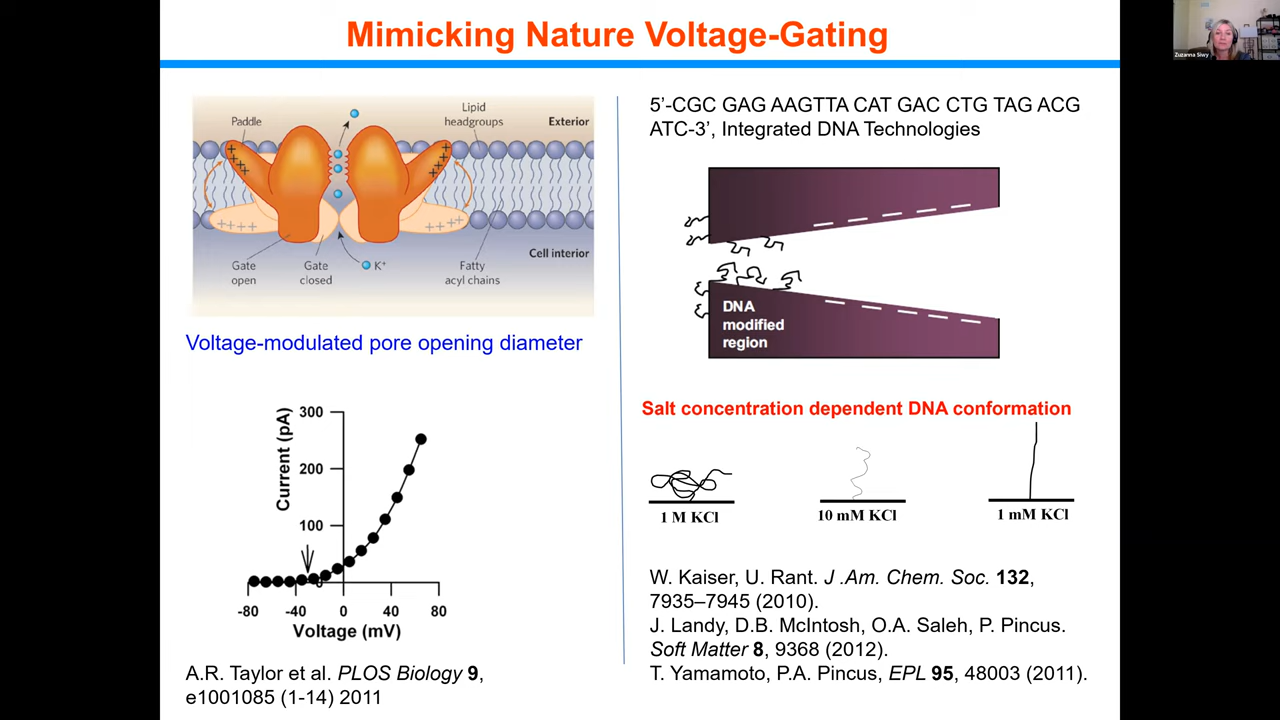 Mimicking Nature Voltage-Gating
Zuzanna Siwy
Paddle
Lipid
headgroups
Exterior
Cell interior
Gate
open
Gate
closed
K⁺
Fatty
acyl chains
Voltage-modulated pore opening diameter
Current (pA)
300
200
100
0
-80 -40 0 40 80
Voltage (mV)
A.R. Taylor et al. PLOS Biology 9,
e1001085 (1-14) 2011
5’-CGC GAG AAGTTA CAT GAC CTG TAG ACG
ATC-3’, Integrated DNA Technologies
DNA
modified
region
Salt concentration dependent DNA conformation
1 M KCl
10 mM KCl
1 mM KCl
W. Kaiser, U. Rant. J .Am. Chem. Soc. 132,
7935–7945 (2010).
J. Landy, D.B. McIntosh, O.A. Saleh, P. Pincus.
Soft Matter 8, 9368 (2012).
T. Yamamoto, P.A. Pincus, EPL 95, 48003 (2011).